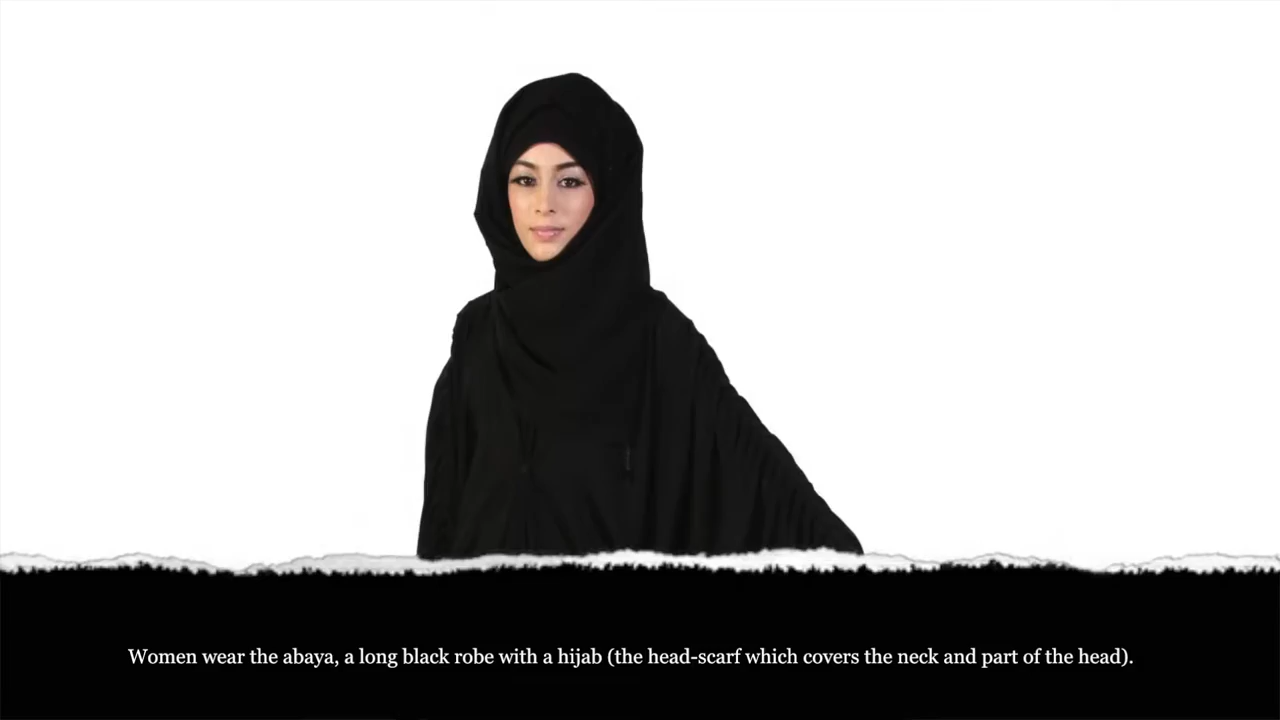 Women wear the abaya, a long black robe with a hijab (the head-scarf which covers the neck and part of the head).